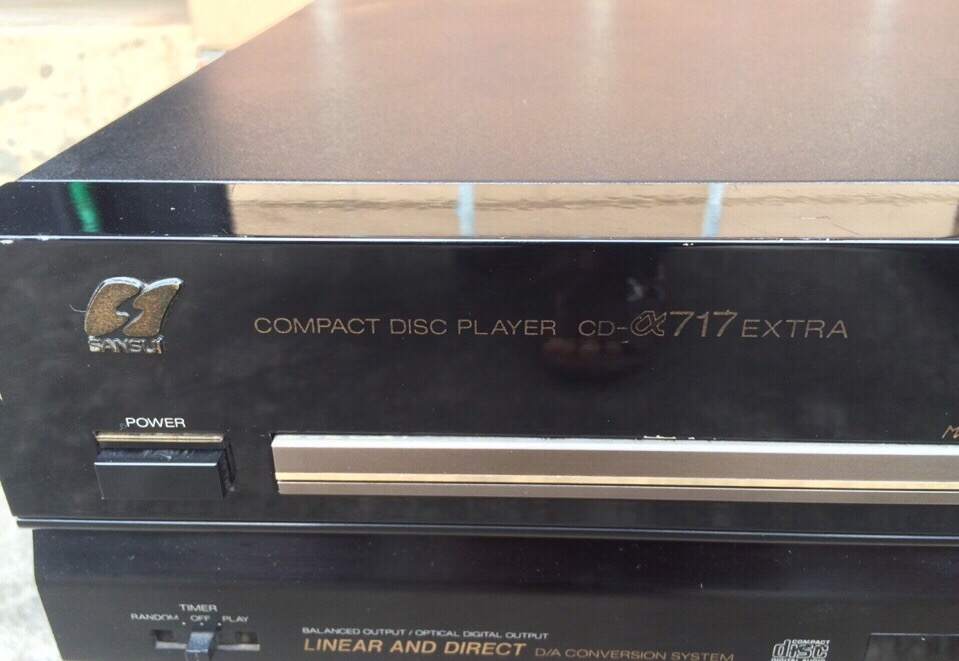 SANSUI
COMPACT DISC PLAYER CD-α717 EXTRA
POWER
TIMER
RANDOM OFF PLAY
BALANCED OUTPUT / OPTICAL DIGITAL OUTPUT
LINEAR AND DIRECT D/A CONVERSION SYSTEM
COMPACT
disc
DIGITAL AUDIO